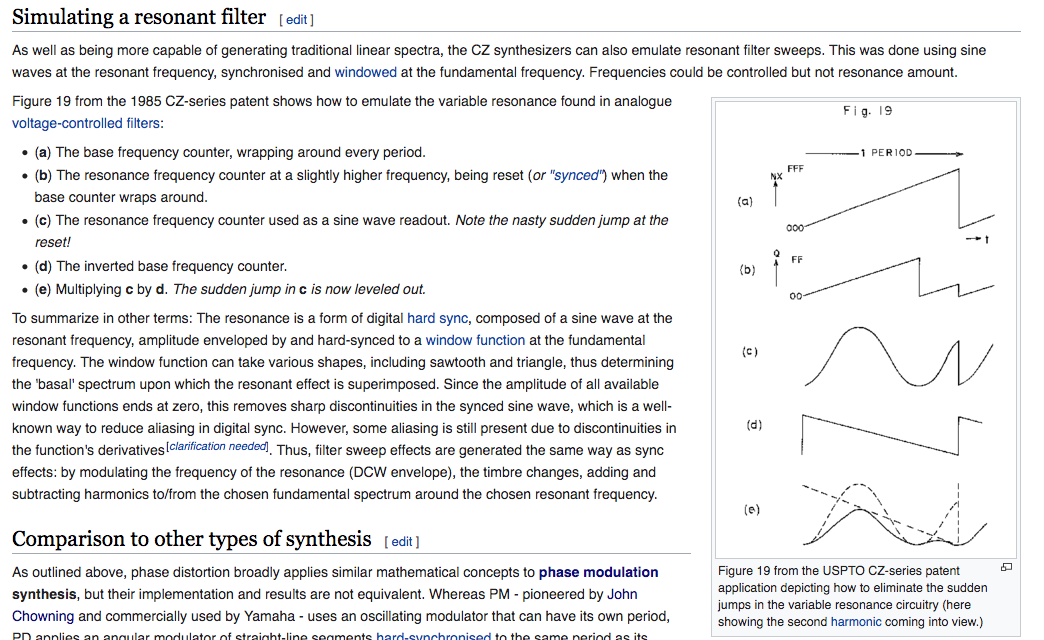 Simulating a resonant filter [ edit ]
As well as being more capable of generating traditional linear spectra, the CZ synthesizers can also emulate resonant filter sweeps. This was done using sine
waves at the resonant frequency, synchronised and windowed at the fundamental frequency. Frequencies could be controlled but not resonance amount.
Figure 19 from the 1985 CZ-series patent shows how to emulate the variable resonance found in analogue
voltage-controlled filters:
• (a) The base frequency counter, wrapping around every period.
• (b) The resonance frequency counter at a slightly higher frequency, being reset (or "synced") when the
base counter wraps around.
• (c) The resonance frequency counter used as a sine wave readout. Note the nasty sudden jump at the
reset!
• (d) The inverted base frequency counter.
• (e) Multiplying c by d. The sudden jump in c is now leveled out.
To summarize in other terms: The resonance is a form of digital hard sync, composed of a sine wave at the
resonant frequency, amplitude enveloped by and hard-synced to a window function at the fundamental
frequency. The window function can take various shapes, including sawtooth and triangle, thus determining
the 'basal' spectrum upon which the resonant effect is superimposed. Since the amplitude of all available
window functions ends at zero, this removes sharp discontinuities in the synced sine wave, which is a well-
known way to reduce aliasing in digital sync. However, some aliasing is still present due to discontinuities in
the function's derivatives[clarification needed]. Thus, filter sweep effects are generated the same way as sync
effects: by modulating the frequency of the resonance (DCW envelope), the timbre changes, adding and
subtracting harmonics to/from the chosen fundamental spectrum around the chosen resonant frequency.
Comparison to other types of synthesis [ edit ]
As outlined above, phase distortion broadly applies similar mathematical concepts to phase modulation
synthesis, but their implementation and results are not equivalent. Whereas PM - pioneered by John
Chowning and commercially used by Yamaha - uses an oscillating modulator that can have its own period,
PD applies an angular modulator of straight-line segments hard-synchronised to the same period as its
Fig. 19
1 PERIOD
NX
FFF
(a)
000
t
Q
FF
(b)
00
(c)
(d)
(e)
Figure 19 from the USPTO CZ-series patent
application depicting how to eliminate the sudden
jumps in the variable resonance circuitry (here
showing the second harmonic coming into view.)